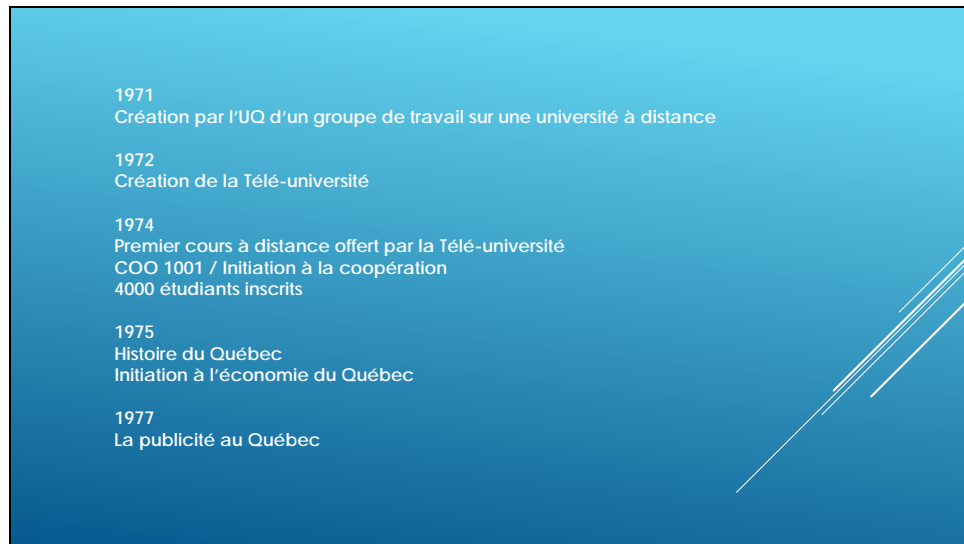 1971
Création par l'UQ d'un groupe de travail sur une université à distance
1972
Création de la Télé-université
1974
Premier cours à distance offert par la Télé-université
COO 1001 / Initiation à la coopération
4000 étudiants inscrits
1975
Histoire du Québec
Initiation à l'économie du Québec
1977
La publicité au Québec